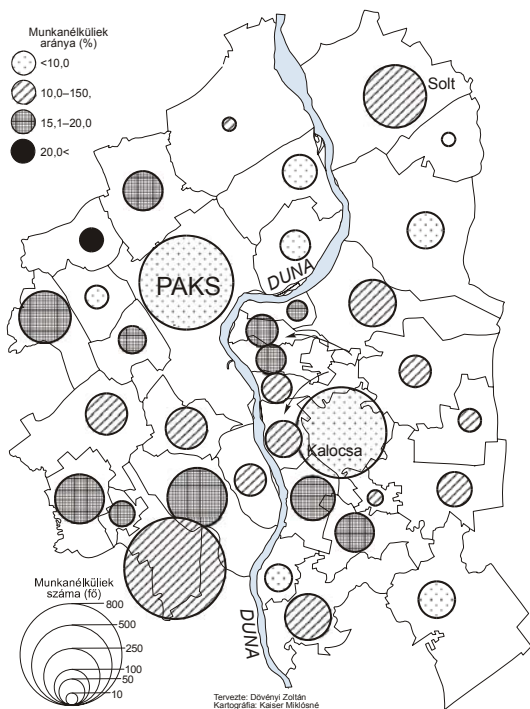 Munkanélküliek
aránya (%)
<10,0
10,0–150,
15,1–20,0
20,0<
Solt
DUNA
PAKS
Kalocsa
Munkanélküliek
száma (fő)
800
500
250
100
50
10
DUNA
Tervezte: Dövényi Zoltán
Kartográfia: Kaiser Miklósné